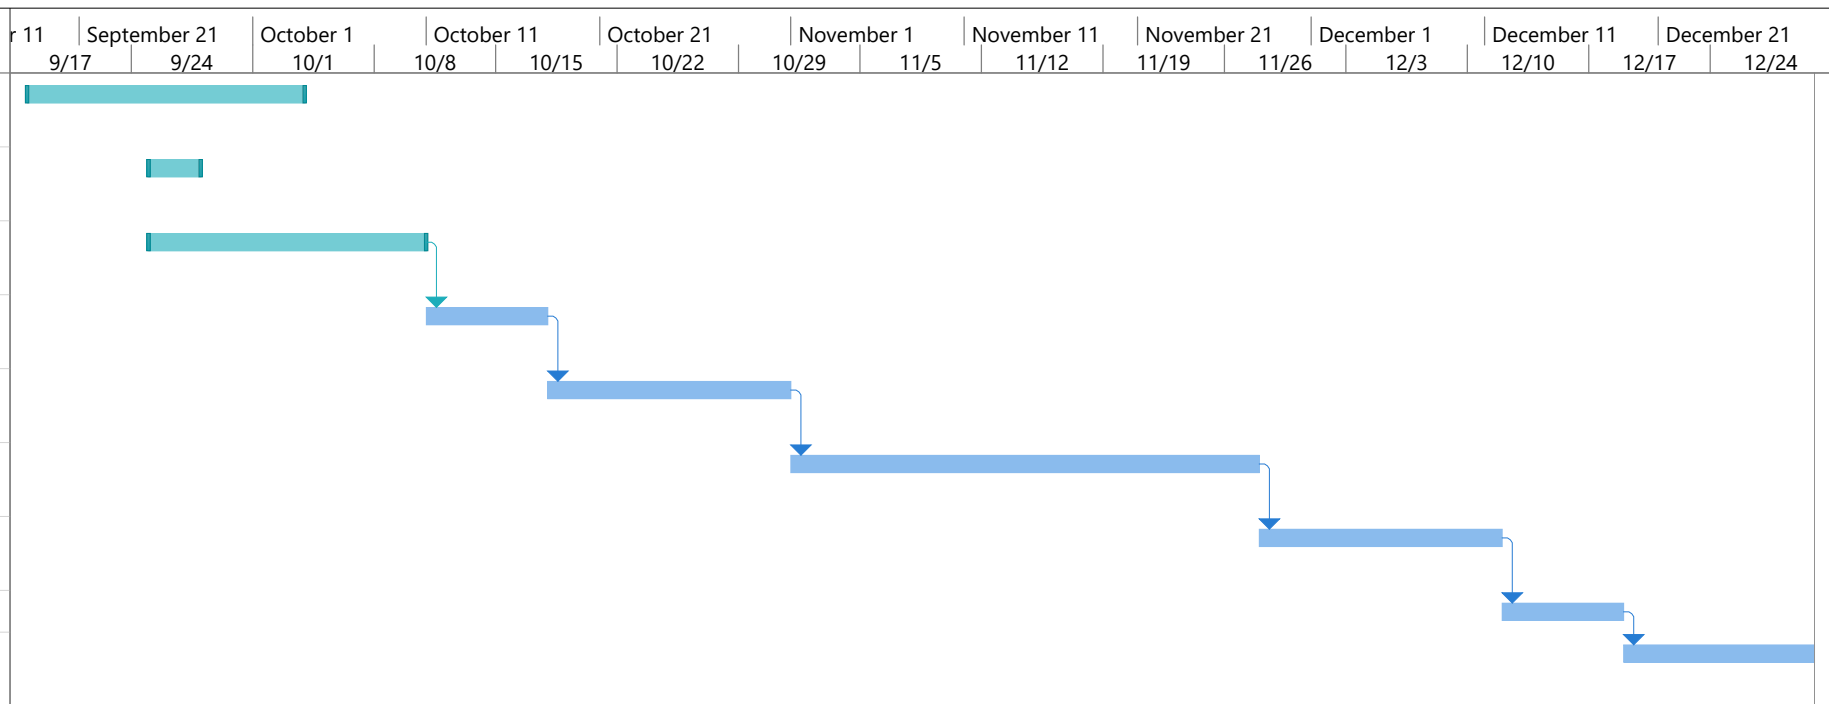 r 11 September 21 October 1 October 11 October 21 November 1 November 11 November 21 December 1 December 11 December 21
9/17 9/24 10/1 10/8 10/15 10/22 10/29 11/5 11/12 11/19 11/26 12/3 12/10 12/17 12/24